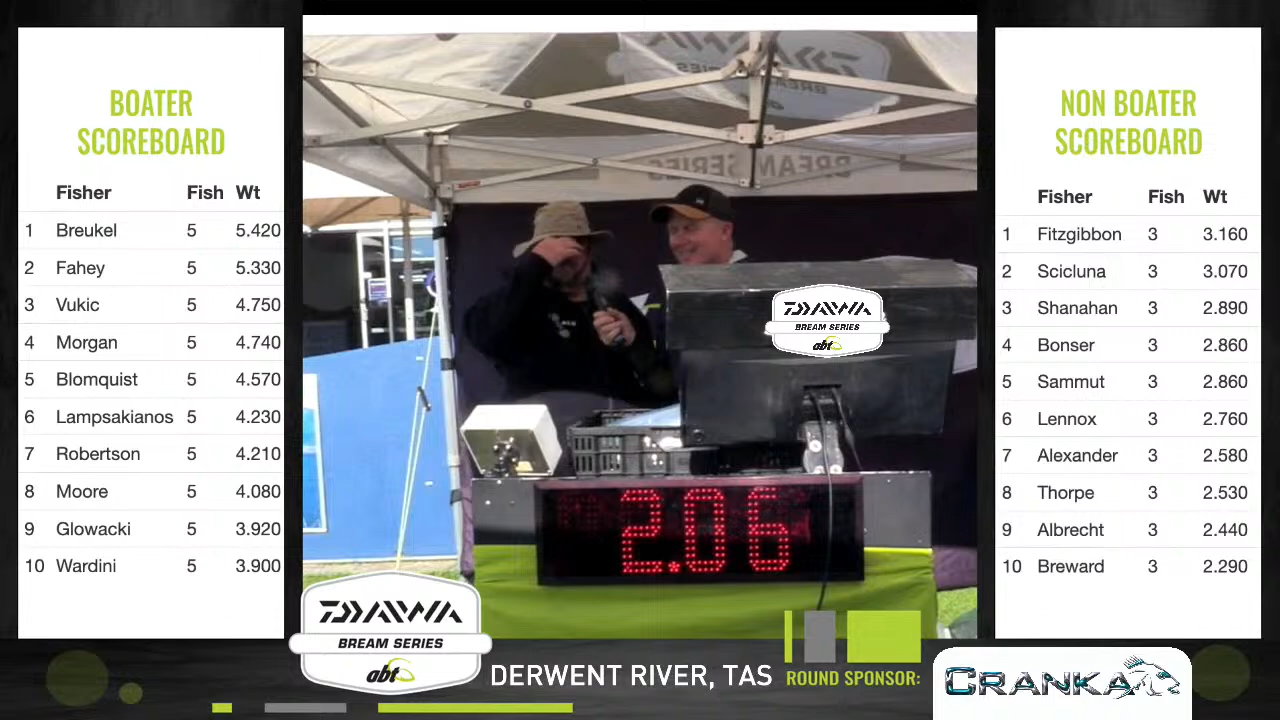 BOATER
SCOREBOARD
Fisher Fish Wt
1 Breukel 5 5.420
2 Fahey 5 5.330
3 Vukic 5 4.750
4 Morgan 5 4.740
5 Blomquist 5 4.570
6 Lampsakianos 5 4.230
7 Robertson 5 4.210
8 Moore 5 4.080
9 Glowacki 5 3.920
10 Wardini 5 3.900
BREAM SERIES
BREAM SERIES
DAIWA
BREAM SERIES
abt
2.06
NON BOATER
SCOREBOARD
Fisher Fish Wt
1 Fitzgibbon 3 3.160
2 Scicluna 3 3.070
3 Shanahan 3 2.890
4 Bonser 3 2.860
5 Sammut 3 2.860
6 Lennox 3 2.760
7 Alexander 3 2.580
8 Thorpe 3 2.530
9 Albrecht 3 2.440
10 Breward 3 2.290
DAIWA
BREAM SERIES
abt
DERWENT RIVER, TAS
ROUND SPONSOR:
CRANKA